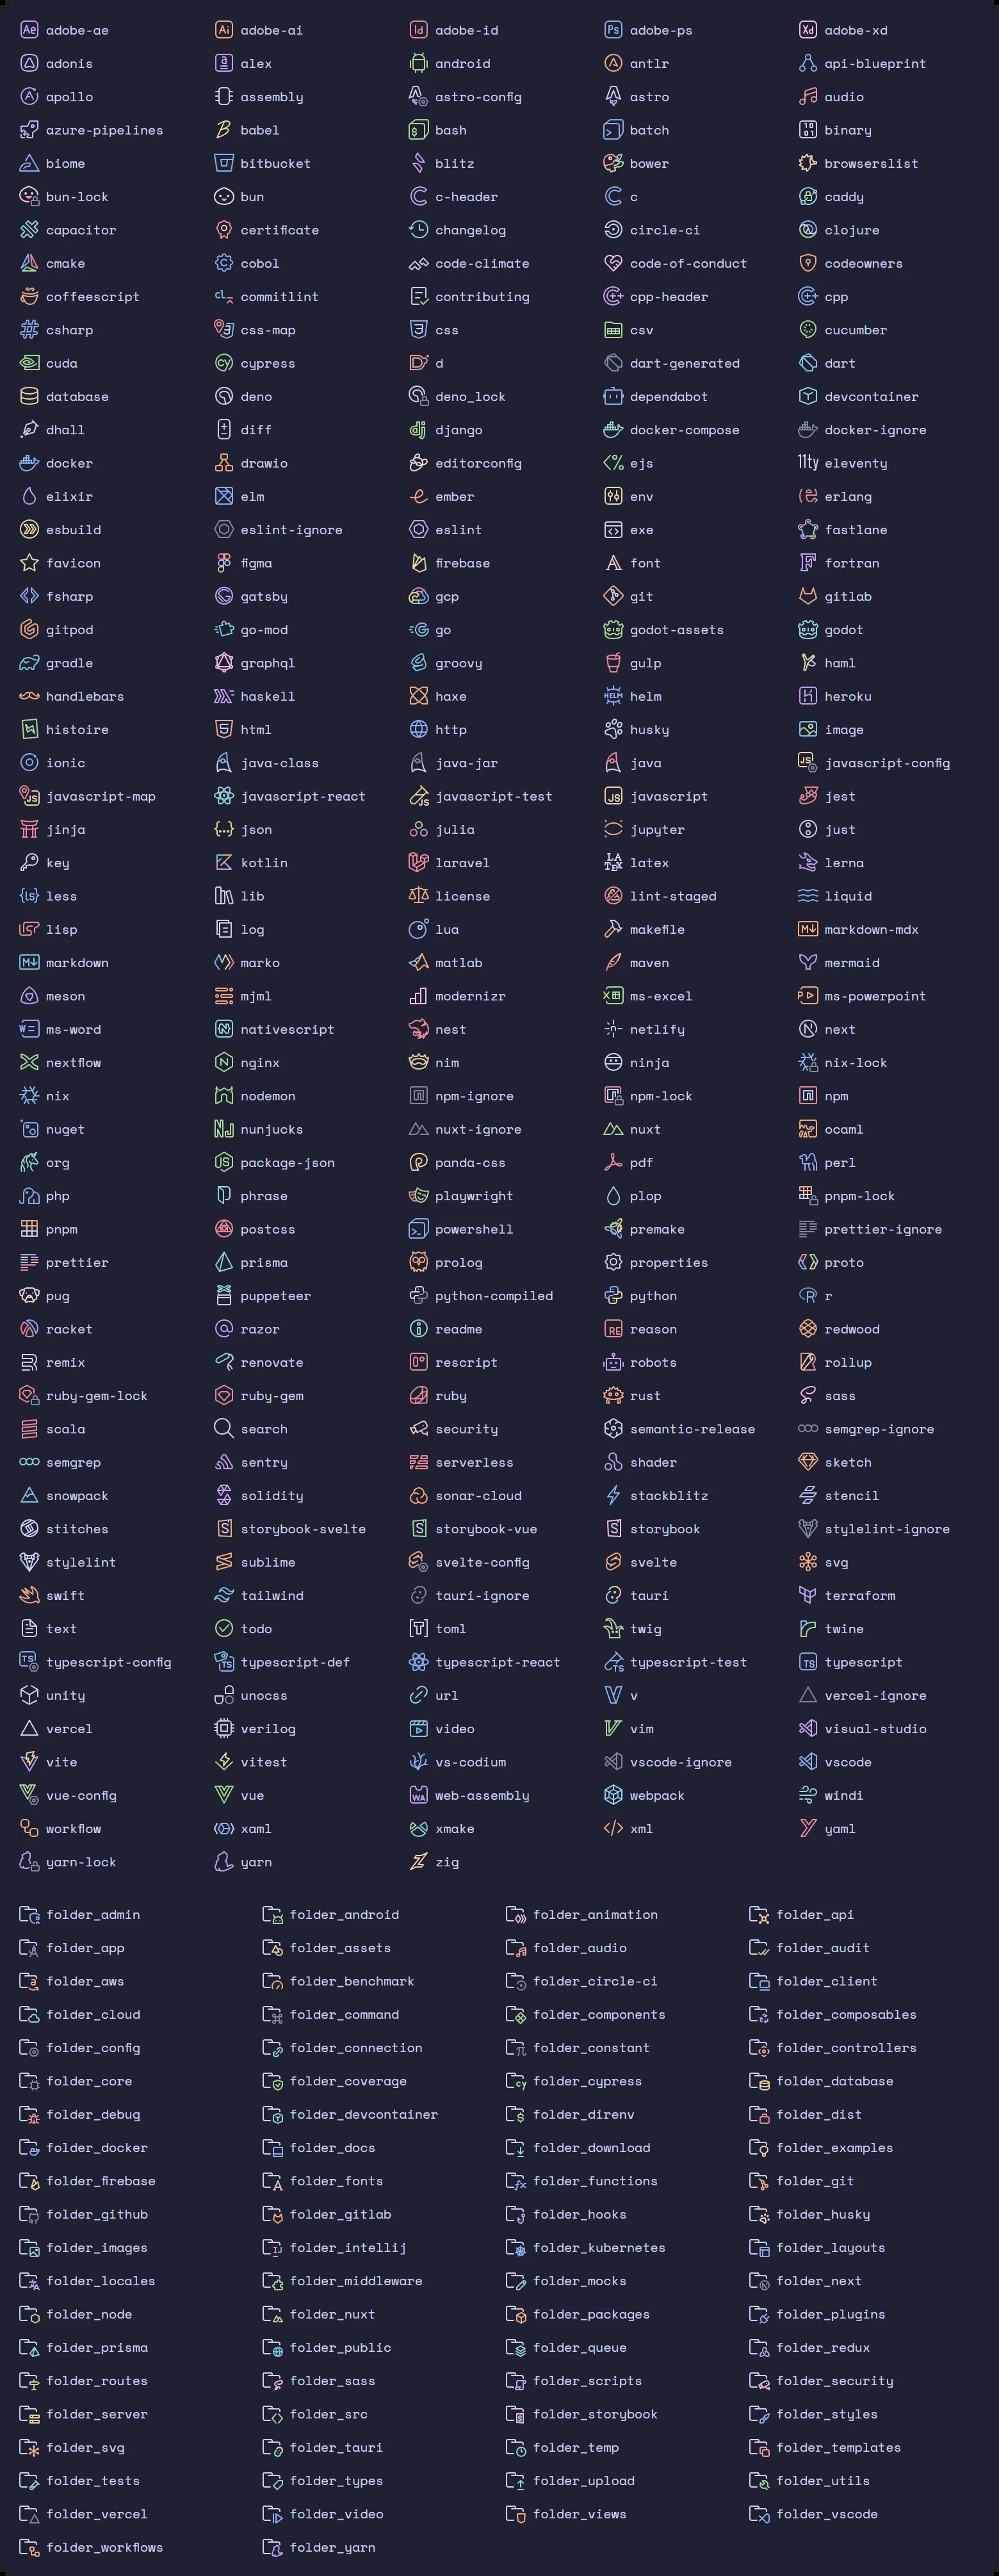 adobe-ae adobe-ai adobe-id adobe-ps adobe-xd
adonis alex android antlr api-blueprint
apollo assembly astro-config astro audio
azure-pipelines babel bash batch binary
biome bitbucket blitz bower browserslist
bun-lock bun c-header c caddy
capacitor certificate changelog circle-ci clojure
cmake cobol code-climate code-of-conduct codeowners
coffeescript commitlint contributing cpp-header cpp
csharp css-map css csv cucumber
cuda cypress d dart-generated dart
database deno deno_lock dependabot devcontainer
dhall diff django docker-compose docker-ignore
docker drawio editorconfig ejs eleventy
elixir elm ember env erlang
esbuild eslint-ignore eslint exe fastlane
favicon figma firebase font fortran
fsharp gatsby gcp git gitlab
gitpod go-mod go godot-assets godot
gradle graphql groovy gulp haml
handlebars haskell haxe helm heroku
histoire html http husky image
ionic java-class java-jar java javascript-config
javascript-map javascript-react javascript-test javascript jest
jinja json julia jupyter just
key kotlin laravel latex lerna
less lib license lint-staged liquid
lisp log lua makefile markdown-mdx
markdown marko matlab maven mermaid
meson mjml modernizr ms-excel ms-powerpoint
ms-word nativescript nest netlify next
nextflow nginx nim ninja nix-lock
nix nodemon npm-ignore npm-lock npm
nuget nunjucks nuxt-ignore nuxt ocaml
org package-json panda-css pdf perl
php phrase playwright plop pnpm-lock
pnpm postcss powershell premake prettier-ignore
prettier prisma prolog properties proto
pug puppeteer python-compiled python r
racket razor readme reason redwood
remix renovate rescript robots rollup
ruby-gem-lock ruby-gem ruby rust sass
scala search security semantic-release semgrep-ignore
semgrep sentry serverless shader sketch
snowpack solidity sonar-cloud stackblitz stencil
stitches storybook-svelte storybook-vue storybook stylelint-ignore
stylelint sublime svelte-config svelte svg
swift tailwind tauri-ignore tauri terraform
text todo toml twig twine
typescript-config typescript-def typescript-react typescript-test typescript
unity unocss url v vercel-ignore
vercel verilog video vim visual-studio
vite vitest vs-codium vscode-ignore vscode
vue-config vue web-assembly webpack windi
workflow xaml xmake xml yaml
yarn-lock yarn zig
folder_admin folder_android folder_animation folder_api
folder_app folder_assets folder_audio folder_audit
folder_aws folder_benchmark folder_circle-ci folder_client
folder_cloud folder_command folder_components folder_composables
folder_config folder_connection folder_constant folder_controllers
folder_core folder_coverage folder_cypress folder_database
folder_debug folder_devcontainer folder_direnv folder_dist
folder_docker folder_docs folder_download folder_examples
folder_firebase folder_fonts folder_functions folder_git
folder_github folder_gitlab folder_hooks folder_husky
folder_images folder_intellij folder_kubernetes folder_layouts
folder_locales folder_middleware folder_mocks folder_next
folder_node folder_nuxt folder_packages folder_plugins
folder_prisma folder_public folder_queue folder_redux
folder_routes folder_sass folder_scripts folder_security
folder_server folder_src folder_storybook folder_styles
folder_svg folder_tauri folder_temp folder_templates
folder_tests folder_types folder_upload folder_utils
folder_vercel folder_video folder_views folder_vscode
folder_workflows folder_yarn